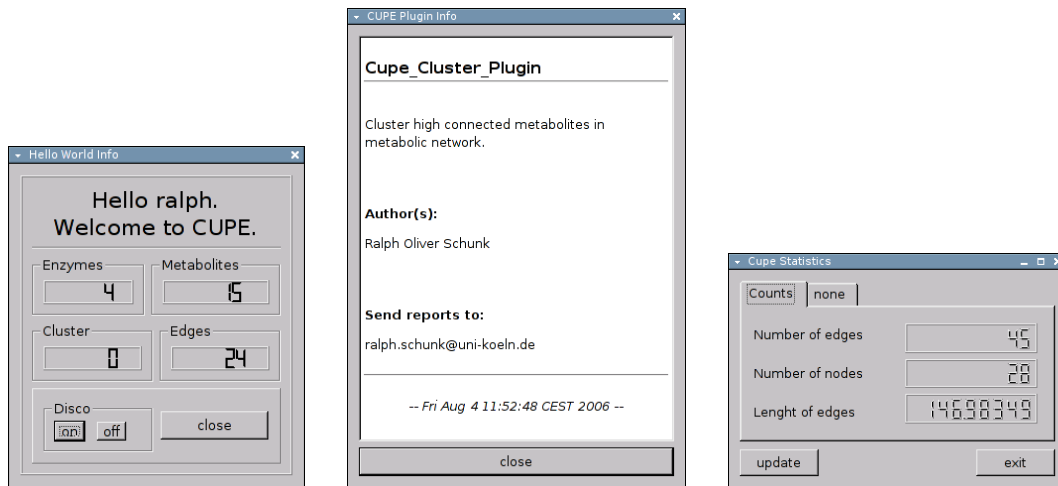 Hello World Info
Hello ralph.
Welcome to CUPE.
Enzymes Metabolites
4 15
Cluster Edges
0 24
Disco
on off close
CUPE Plugin Info
Cupe_Cluster_Plugin
Cluster high connected metabolites in
metabolic network.
Author(s):
Ralph Oliver Schunk
Send reports to:
ralph.schunk@uni-koeln.de
-- Fri Aug 4 11:52:48 CEST 2006 --
close
Cupe Statistics
Counts none
Number of edges 45
Number of nodes 28
Lenght of edges 146.98349
update exit